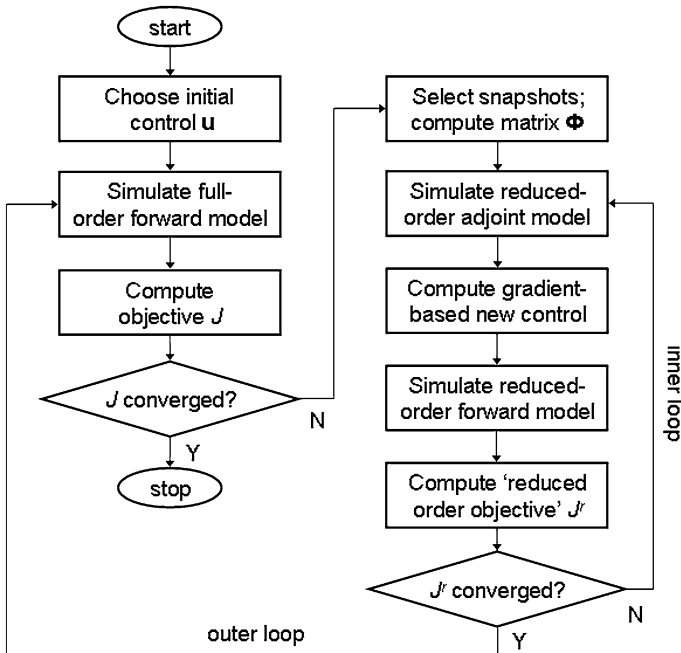 start
Choose initial
control u
Simulate full-
order forward model
Compute
objective J
J converged?
N
Y
stop
Select snapshots;
compute matrix Φ
Simulate reduced-
order adjoint model
Compute gradient-
based new control
Simulate reduced-
order forward model
Compute ‘reduced
order objective’ Jʳ
Jʳ converged?
N
Y
inner loop
outer loop